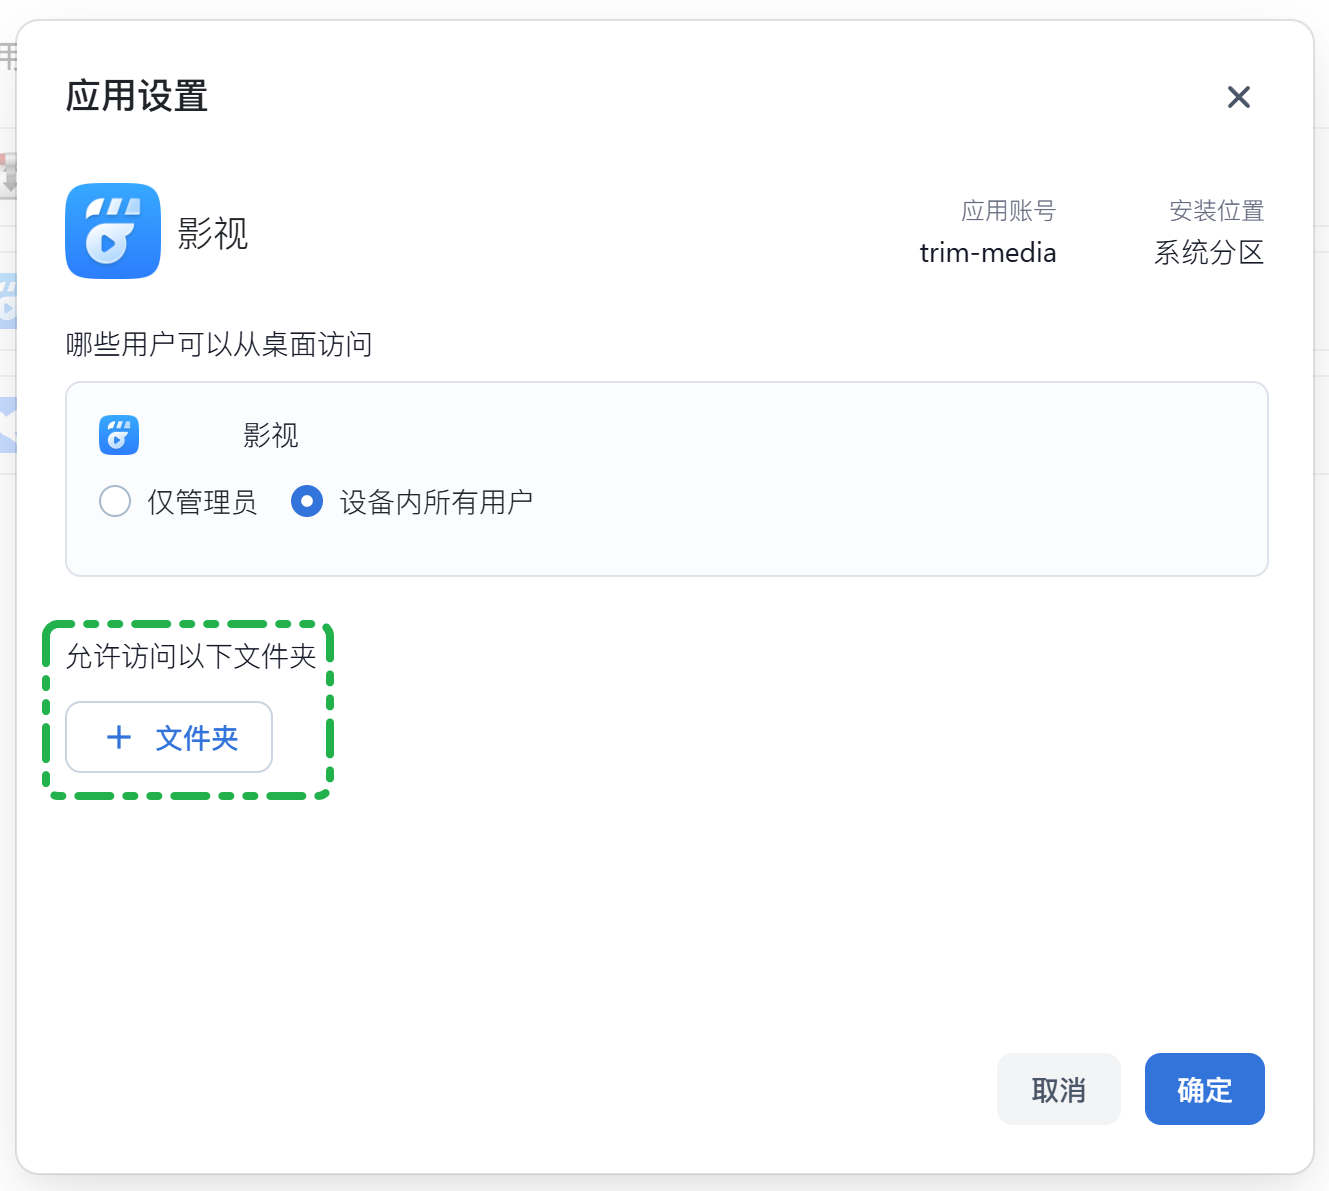 应用设置
影视
应用账号
trim-media
安装位置
系统分区
哪些用户可以从桌面访问
影视
仅管理员
设备内所有用户
允许访问以下文件夹
+ 文件夹
取消
确定